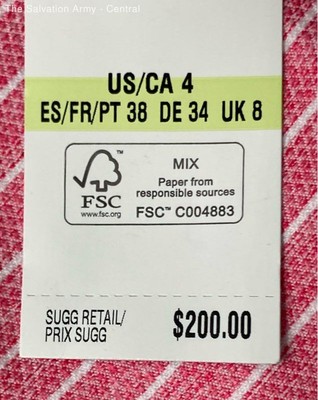 The Salvation Army - Central
US/CA 4
ES/FR/PT 38 DE 34 UK 8
FSC™
www.fsc.org
MIX
Paper from
responsible sources
FSC™ C004883
SUGG RETAIL/
PRIX SUGG
$200.00